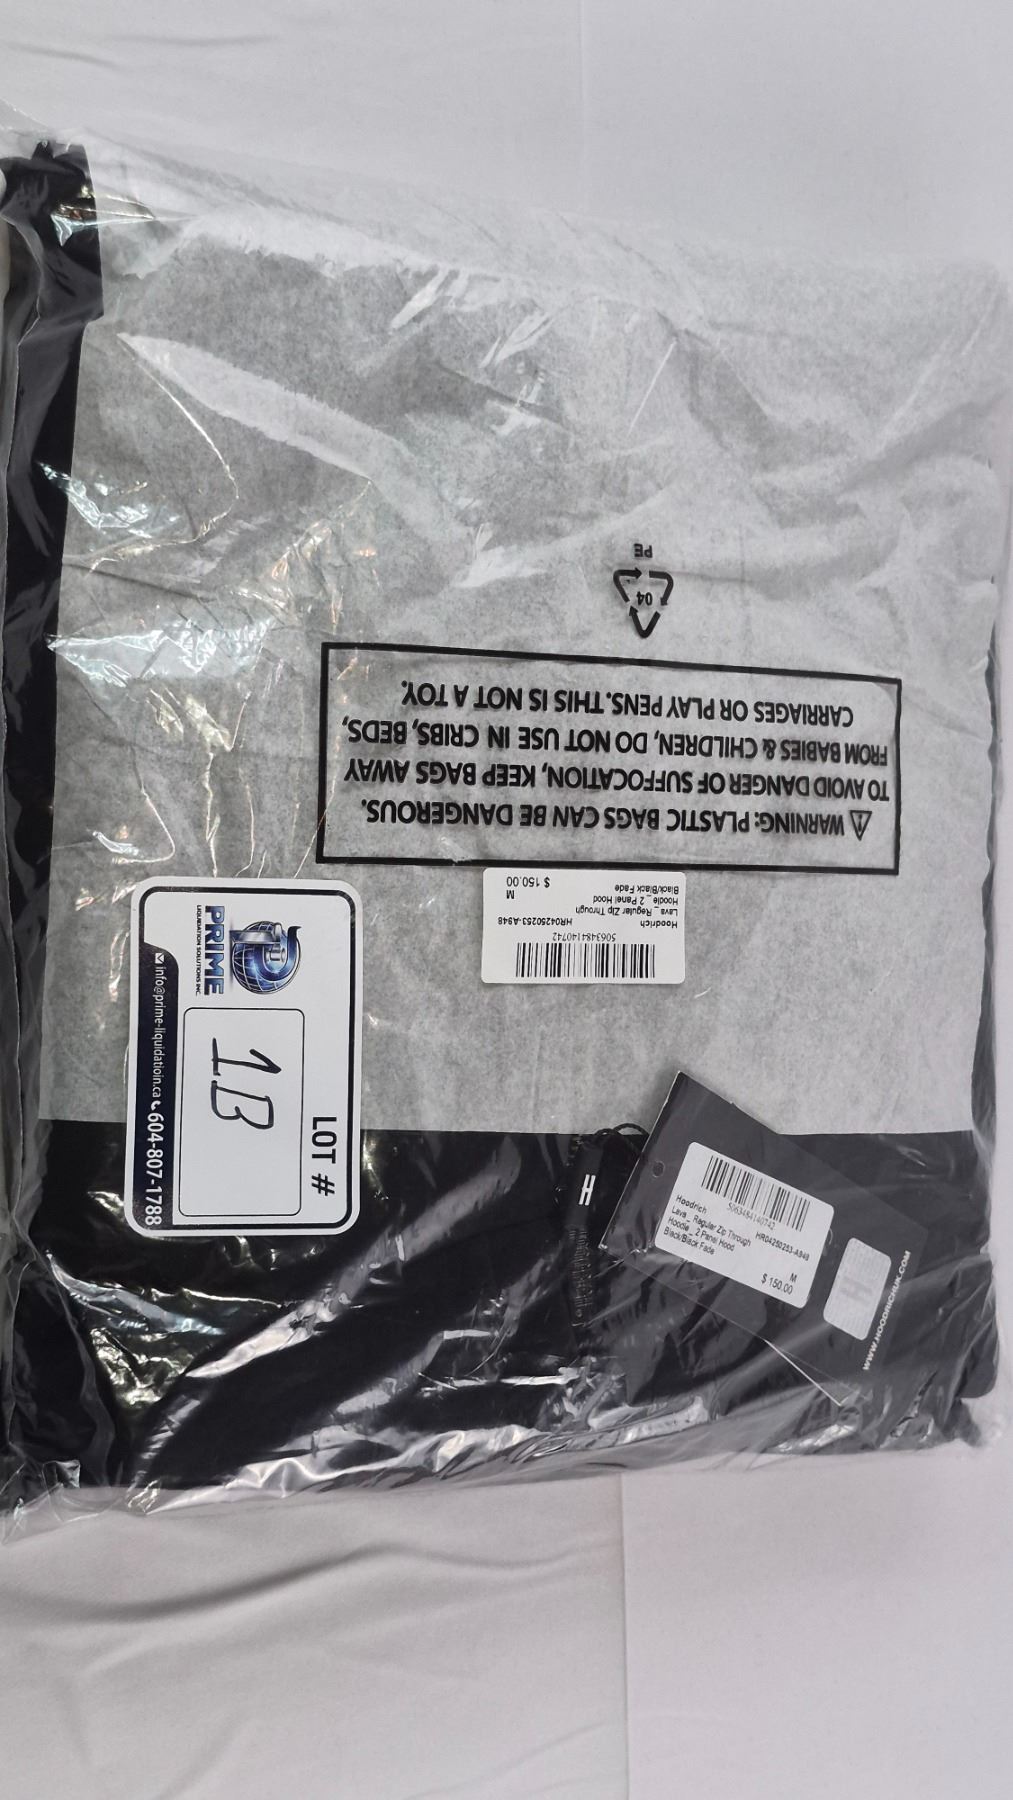 ⚠ WARNING: PLASTIC BAGS CAN BE DANGEROUS.
TO AVOID DANGER OF SUFFOCATION, KEEP BAGS AWAY
FROM BABIES & CHILDREN, DO NOT USE IN CRIBS, BEDS,
CARRIAGES OR PLAY PENS. THIS IS NOT A TOY.
04
PE
5063484140742
Hoodrich HR04250253-A948
Lava _ Regular Zip Through
Hoodie _ 2 Panel Hood
Black/Black Fade
M
$ 150.00
LOT #
1B
PRIME
LIQUIDATION SOLUTIONS INC.
info@prime-liquidatioin.ca 604-807-1788
H
5063484140742
Hoodrich HR04250253-A948
Lava _ Regular Zip Through
Hoodie _ 2 Panel Hood
Black/Black Fade
M
$ 150.00
WWW.HOODRICHUK.COM